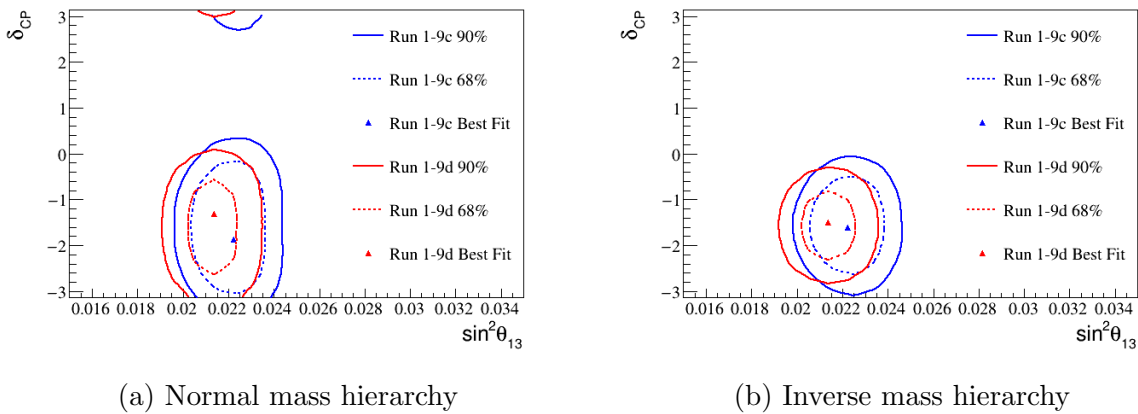 δCP
3
2
1
0
−1
−2
−3
0.016 0.018 0.02 0.022 0.024 0.026 0.028 0.03 0.032 0.034
sin²θ13
Run 1-9c 90%
Run 1-9c 68%
Run 1-9c Best Fit
Run 1-9d 90%
Run 1-9d 68%
Run 1-9d Best Fit
(a) Normal mass hierarchy
δCP
3
2
1
0
−1
−2
−3
0.016 0.018 0.02 0.022 0.024 0.026 0.028 0.03 0.032 0.034
sin²θ13
Run 1-9c 90%
Run 1-9c 68%
Run 1-9c Best Fit
Run 1-9d 90%
Run 1-9d 68%
Run 1-9d Best Fit
(b) Inverse mass hierarchy